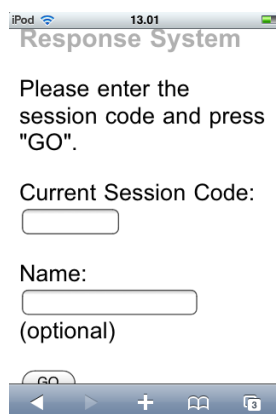 iPod 13.01
Response System
Please enter the
session code and press
"GO".
Current Session Code:
Name:
(optional)
GO
3